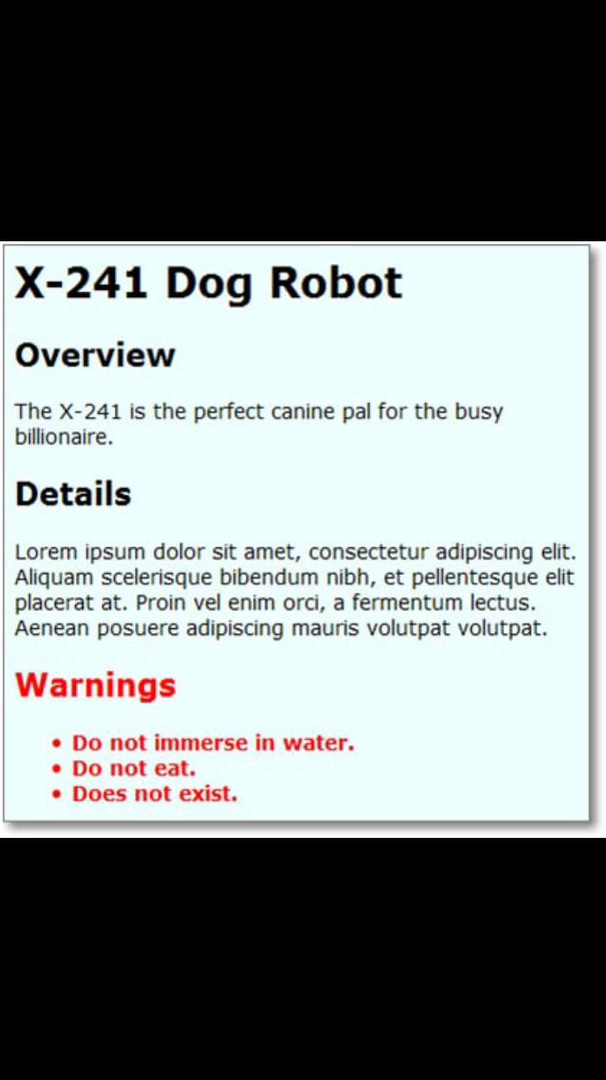 X-241 Dog Robot
Overview
The X-241 is the perfect canine pal for the busy
billionaire.
Details
Lorem ipsum dolor sit amet, consectetur adipiscing elit.
Aliquam scelerisque bibendum nibh, et pellentesque elit
placerat at. Proin vel enim orci, a fermentum lectus.
Aenean posuere adipiscing mauris volutpat volutpat.
Warnings
• Do not immerse in water.
• Do not eat.
• Does not exist.